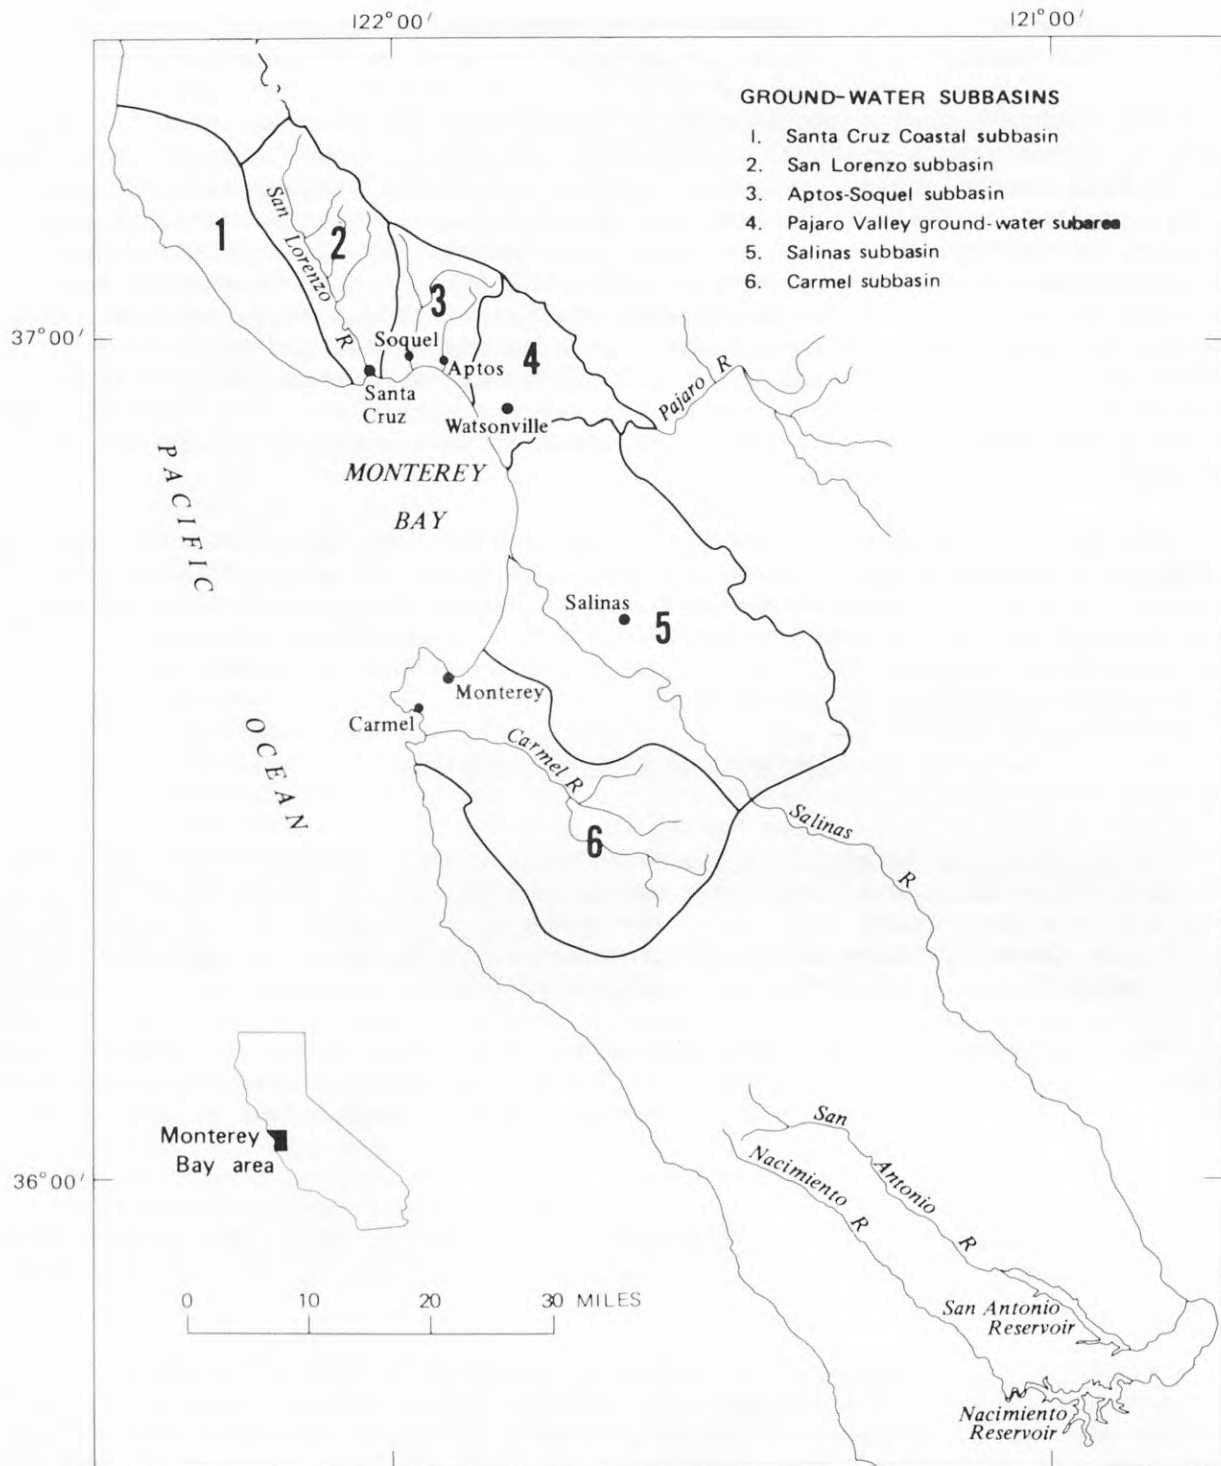 122°00′
121°00′
GROUND-WATER SUBBASINS
1. Santa Cruz Coastal subbasin
2. San Lorenzo subbasin
3. Aptos-Soquel subbasin
4. Pajaro Valley ground-water subarea
5. Salinas subbasin
6. Carmel subbasin
1
San Lorenzo R
2
3
4
37°00′
Soquel
Aptos
Santa
Cruz
Watsonville
Pajaro R
MONTEREY
BAY
PACIFIC
OCEAN
Salinas
5
Monterey
Carmel
Carmel R
6
Salinas R
Monterey
Bay area
36°00′
San Antonio R
Nacimiento R
0 10 20 30 MILES
San Antonio
Reservoir
Nacimiento
Reservoir